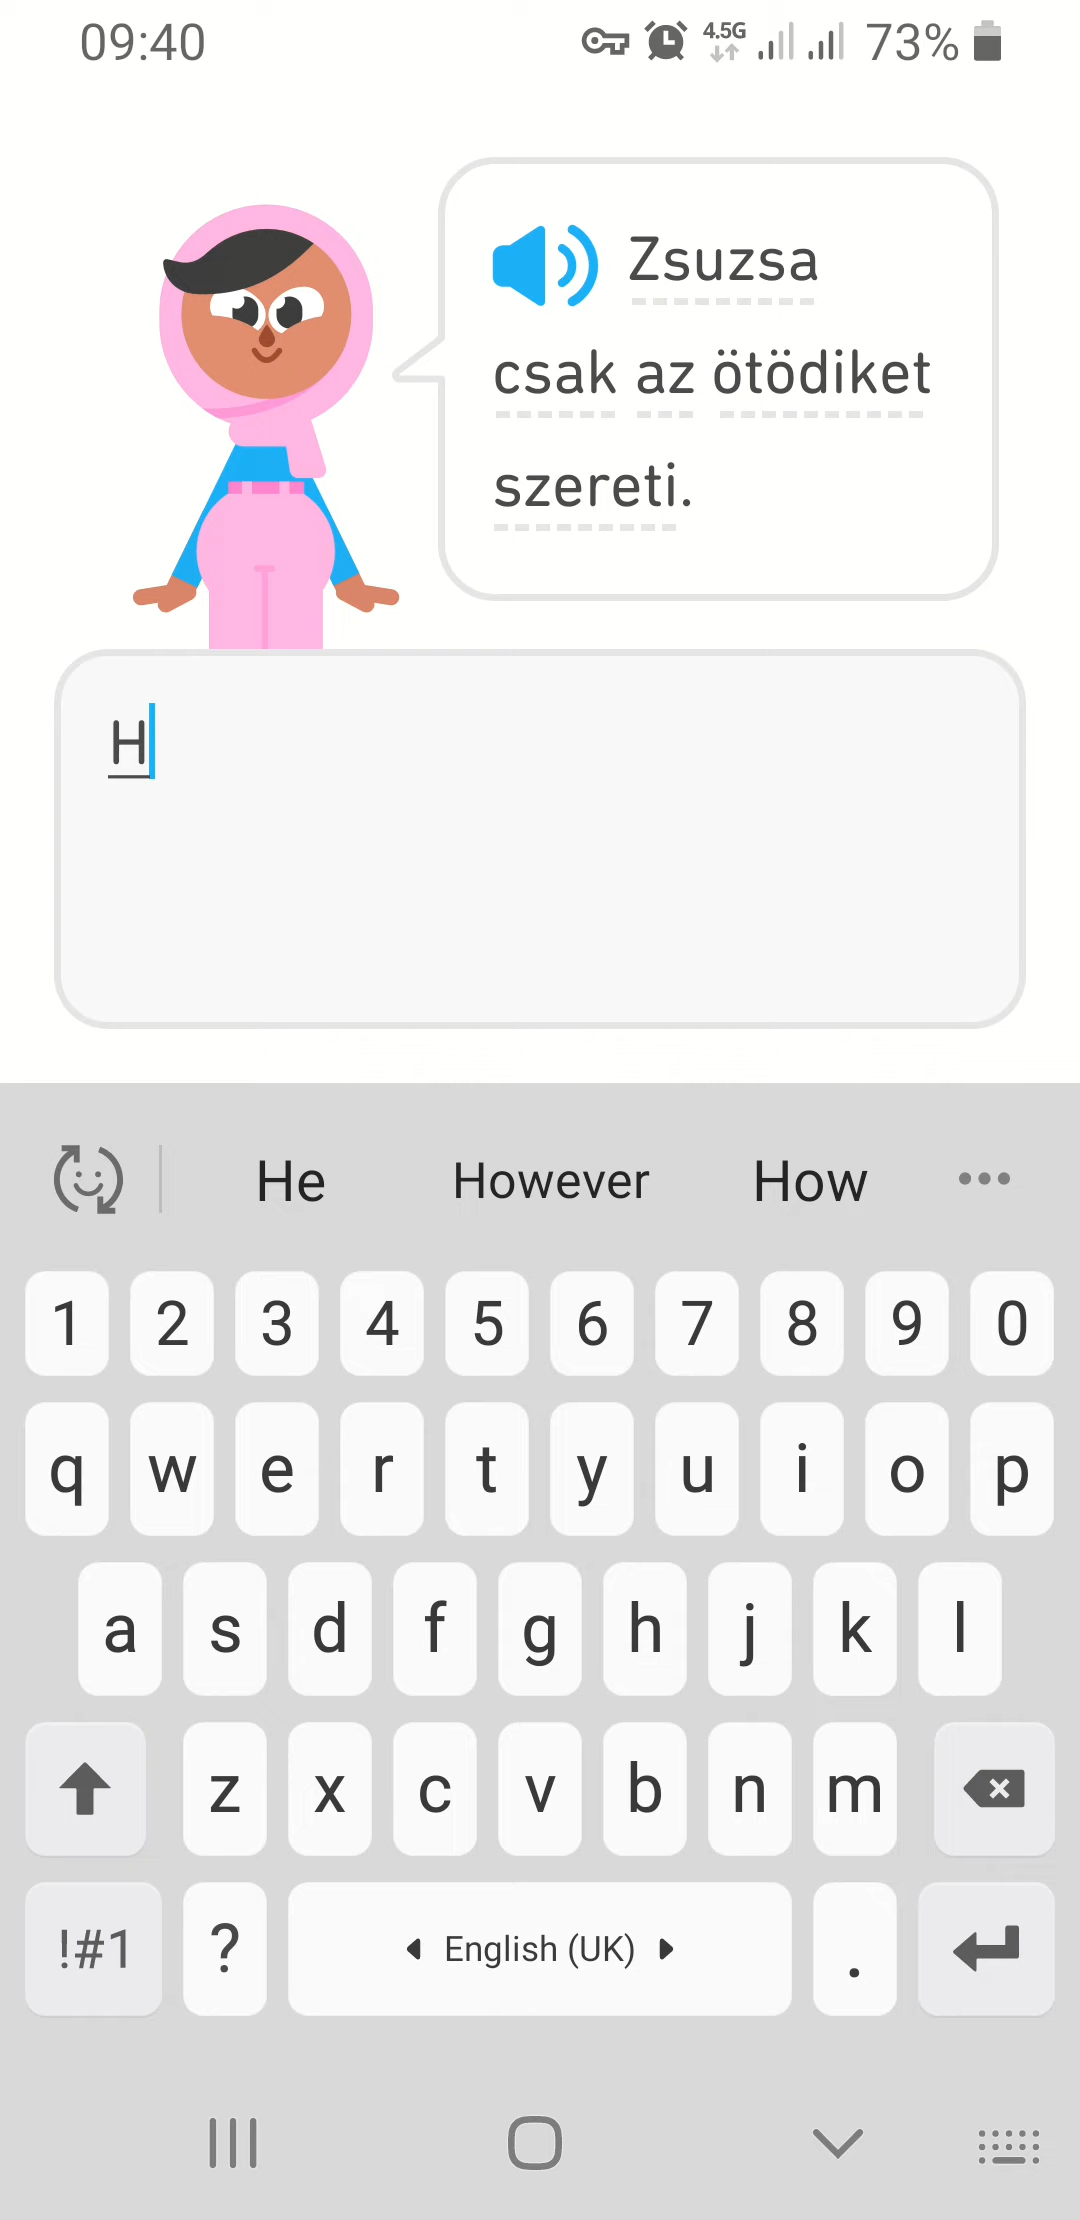 09:40 4.5G 73%
Zsuzsa
csak az ötödiket
szereti.
H
He However How
1 2 3 4 5 6 7 8 9 0
q w e r t y u i o p
a s d f g h j k l
z x c v b n m
!#1 ? English (UK) .